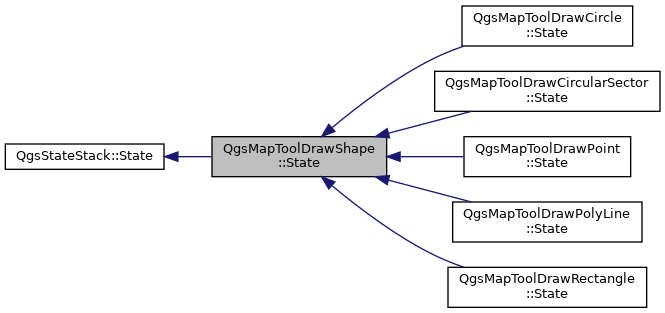 QgsMapToolDrawCircle
::State
QgsMapToolDrawCircularSector
::State
QgsStateStack::State
QgsMapToolDrawShape
::State
QgsMapToolDrawPoint
::State
QgsMapToolDrawPolyLine
::State
QgsMapToolDrawRectangle
::State